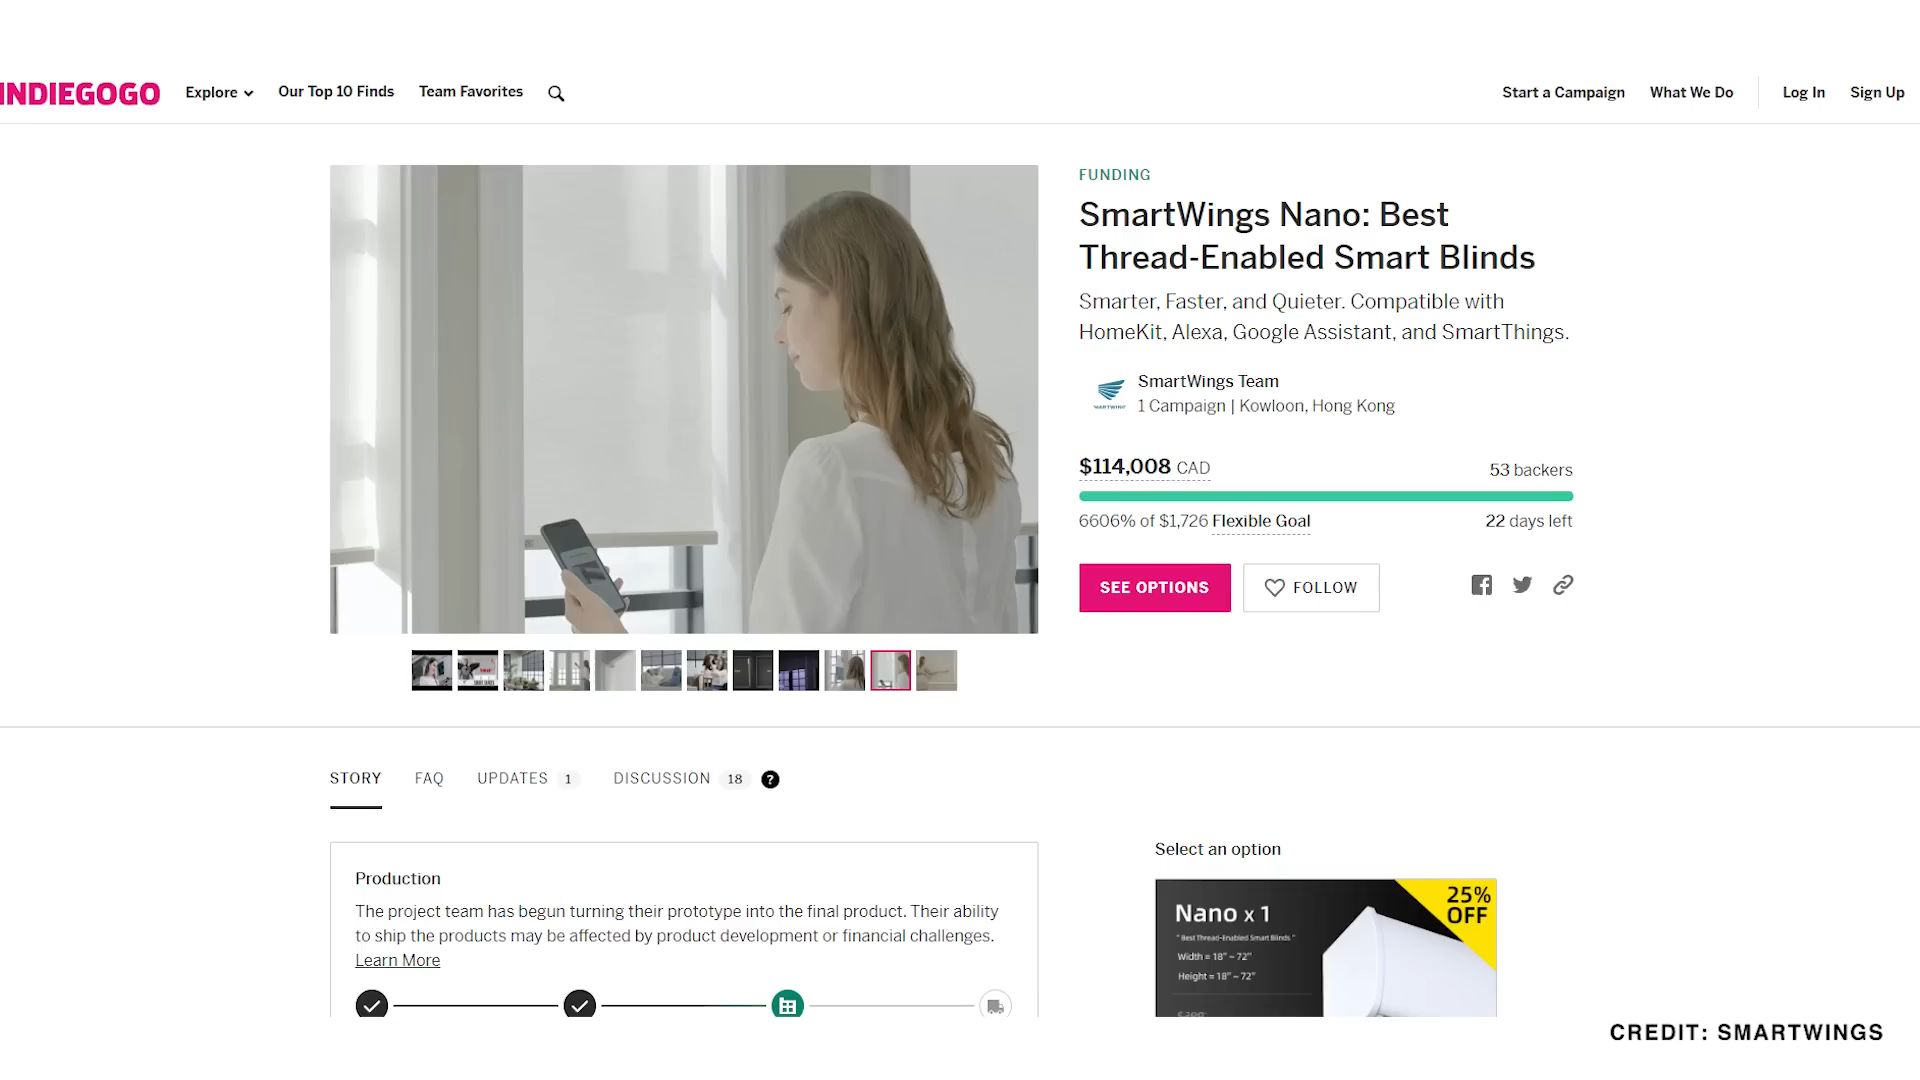 INDIEGOGO
Explore
Our Top 10 Finds
Team Favorites
Start a Campaign
What We Do
Log In
Sign Up
FUNDING
SmartWings Nano: Best
Thread-Enabled Smart Blinds
Smarter, Faster, and Quieter. Compatible with
HomeKit, Alexa, Google Assistant, and SmartThings.
SmartWings Team
1 Campaign | Kowloon, Hong Kong
$114,008 CAD
53 backers
6606% of $1,726 Flexible Goal
22 days left
SEE OPTIONS
FOLLOW
STORY
FAQ
UPDATES 1
DISCUSSION 18
?
Production
The project team has begun turning their prototype into the final product. Their ability
to ship the products may be affected by product development or financial challenges.
Learn More
Select an option
25%
OFF
Nano x 1
"Best Thread-Enabled Smart Blinds"
Width = 18" ~ 72"
Height = 18" ~ 72"
CREDIT: SMARTWINGS